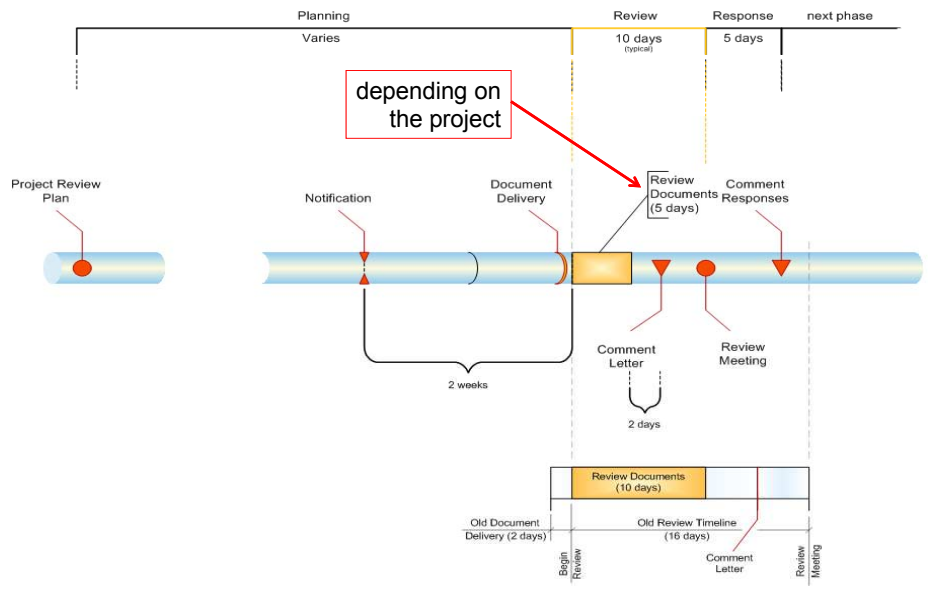 Planning
Review
Response
next phase
Varies
10 days
(typical)
5 days
depending on
the project
Project Review
Plan
Notification
Document
Delivery
Review
Documents
(5 days)
Comment
Responses
Comment
Letter
Review
Meeting
2 weeks
2 days
Review Documents
(10 days)
Old Document
Delivery (2 days)
Old Review Timeline
(16 days)
Begin
Review
Comment
Letter
Review
Meeting